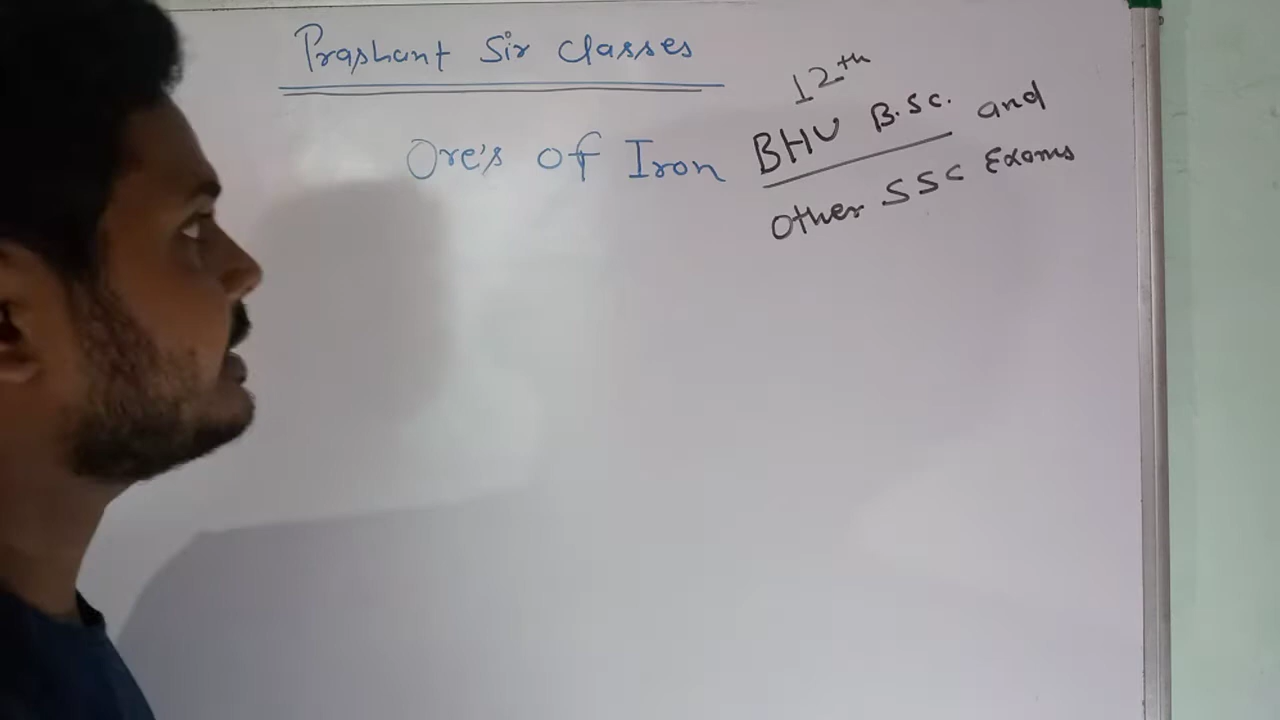 Prashant Sir Classes
Ore's of Iron
12th
BHU B.Sc. and
Other SSC Exams